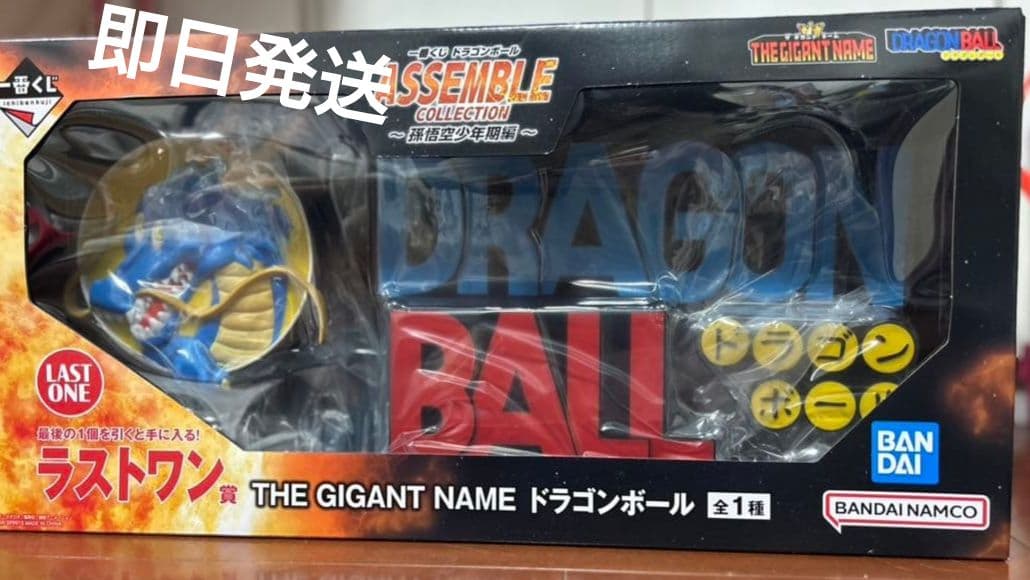 即日発送
一番くじ
ichibankuji
一番くじ ドラゴンボール
ASSEMBLE
COLLECTION
～ 孫悟空少年期編 ～
THE GIGANT NAME
DRAGON BALL
DRAGON
BALL
ドラゴン
ボール
LAST
ONE
最後の1個を引くと手に入る!
ラストワン賞
THE GIGANT NAME ドラゴンボール 全1種
BAN
DAI
BANDAI NAMCO